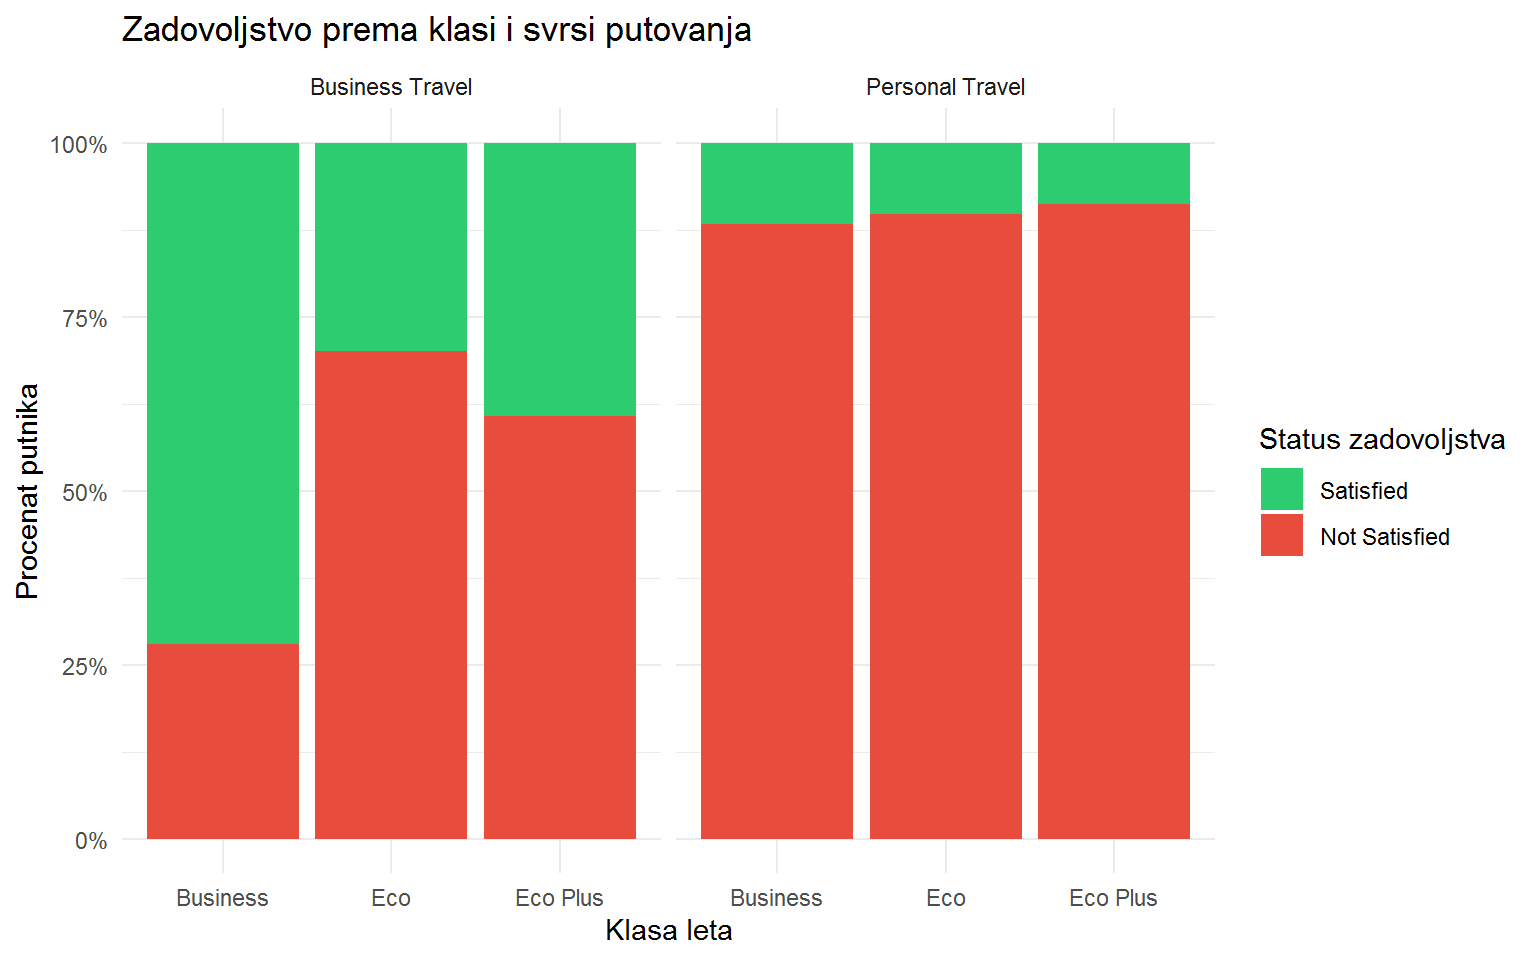 Zadovoljstvo prema klasi i svrsi putovanja
Business Travel
Personal Travel
100%
75%
50%
25%
0%
Procenat putnika
Business
Eco
Eco Plus
Business
Eco
Eco Plus
Klasa leta
Status zadovoljstva
Satisfied
Not Satisfied